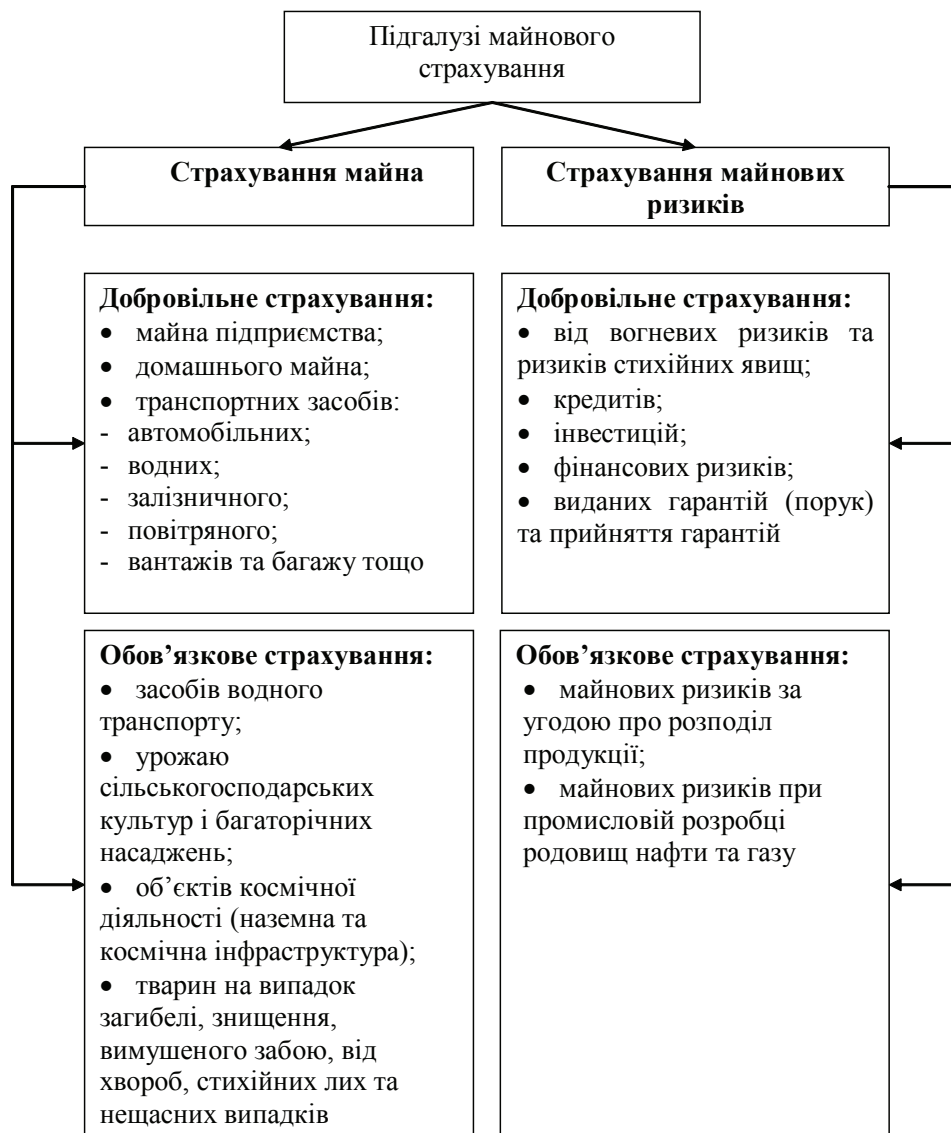 Підгалузі майнового
страхування
Страхування майна
Страхування майнових
ризиків
Добровільне страхування:
• майна підприємства;
• домашнього майна;
• транспортних засобів:
- автомобільних;
- водних;
- залізничного;
- повітряного;
- вантажів та багажу тощо
Добровільне страхування:
• від вогневих ризиків та
ризиків стихійних явищ;
• кредитів;
• інвестицій;
• фінансових ризиків;
• виданих гарантій (порук)
та прийняття гарантій
Обов’язкове страхування:
• засобів водного
транспорту;
• урожаю
сільськогосподарських
культур і багаторічних
насаджень;
• об’єктів космічної
діяльності (наземна та
космічна інфраструктура);
• тварин на випадок
загибелі, знищення,
вимушеного забою, від
хвороб, стихійних лих та
нещасних випадків
Обов’язкове страхування:
• майнових ризиків за
угодою про розподіл
продукції;
• майнових ризиків при
промисловій розробці
родовищ нафти та газу